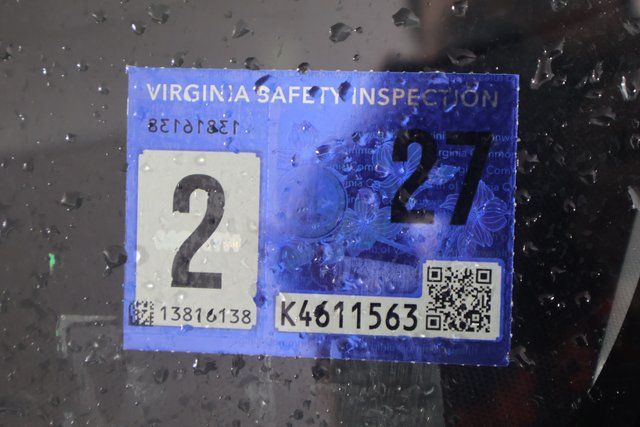 VIRGINIA SAFETY INSPECTION
13816138
27
2
13816138
K4611563